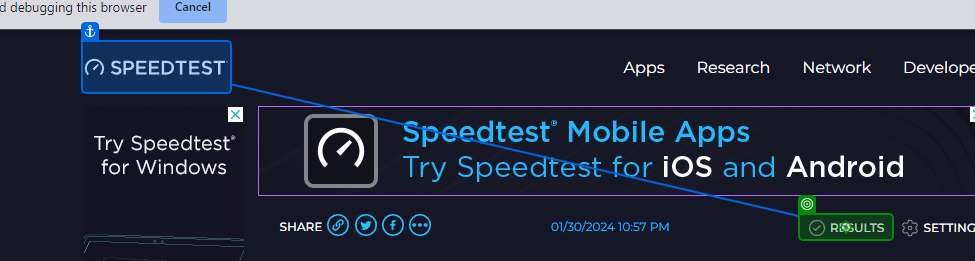 d debugging this browser Cancel
SPEEDTEST®
Apps Research Network Develope
Try Speedtest®
for Windows
Speedtest® Mobile Apps
Try Speedtest for iOS and Android
SHARE 01/30/2024 10:57 PM RESULTS SETTING